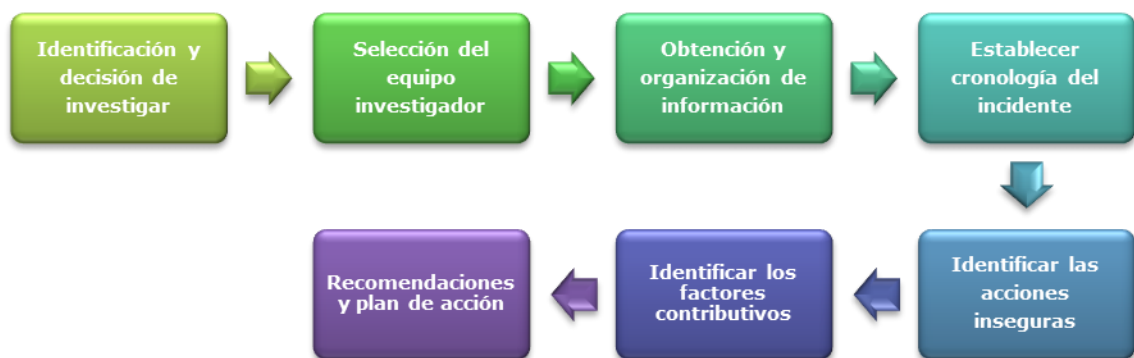 Identificación y
decisión de
investigar
Selección del
equipo
investigador
Obtención y
organización de
información
Establecer
cronología del
incidente
Identificar las
acciones
inseguras
Identificar los
factores
contributivos
Recomendaciones
y plan de acción